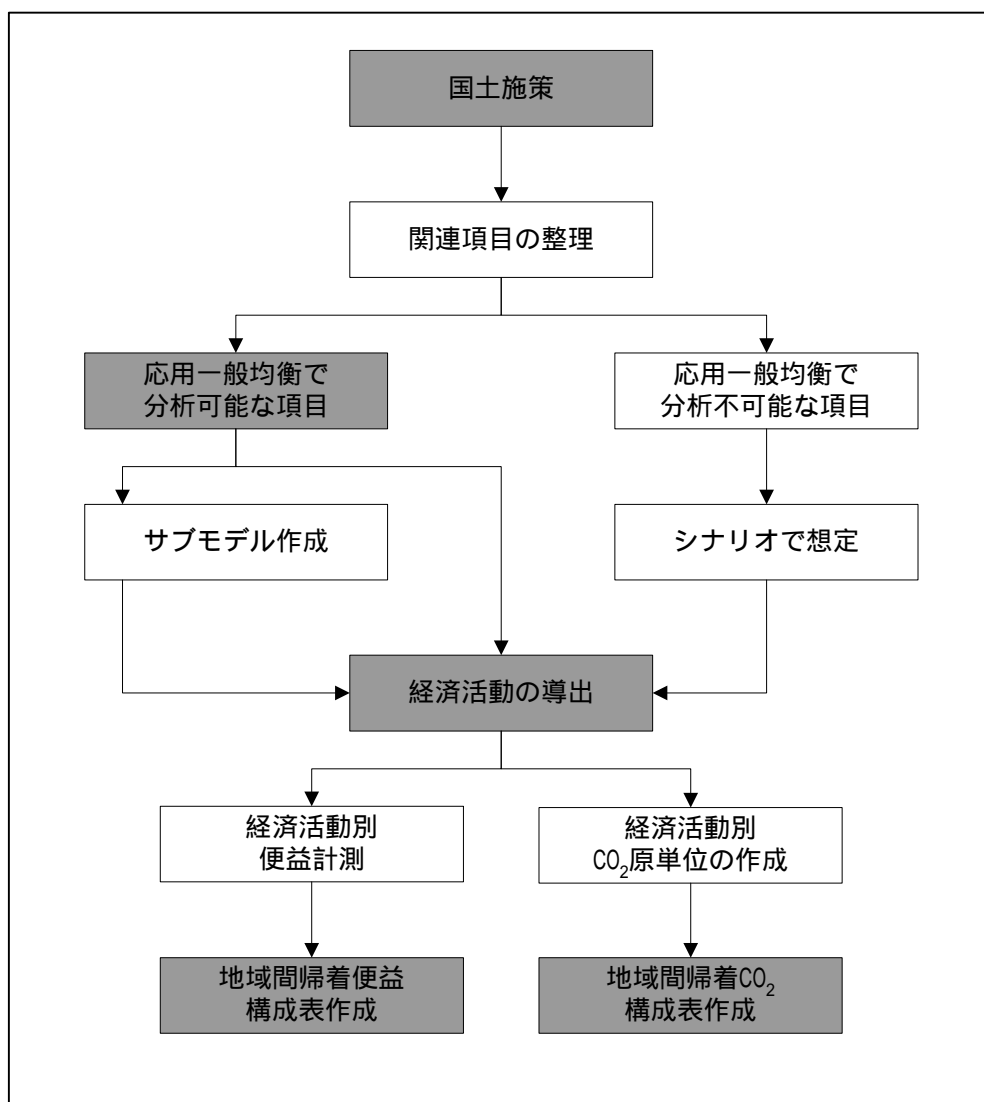 国土施策
関連項目の整理
応用一般均衡で
分析可能な項目
応用一般均衡で
分析不可能な項目
サブモデル作成
シナリオで想定
経済活動の導出
経済活動別
便益計測
経済活動別
CO₂原単位の作成
地域間帰着便益
構成表作成
地域間帰着CO₂
構成表作成